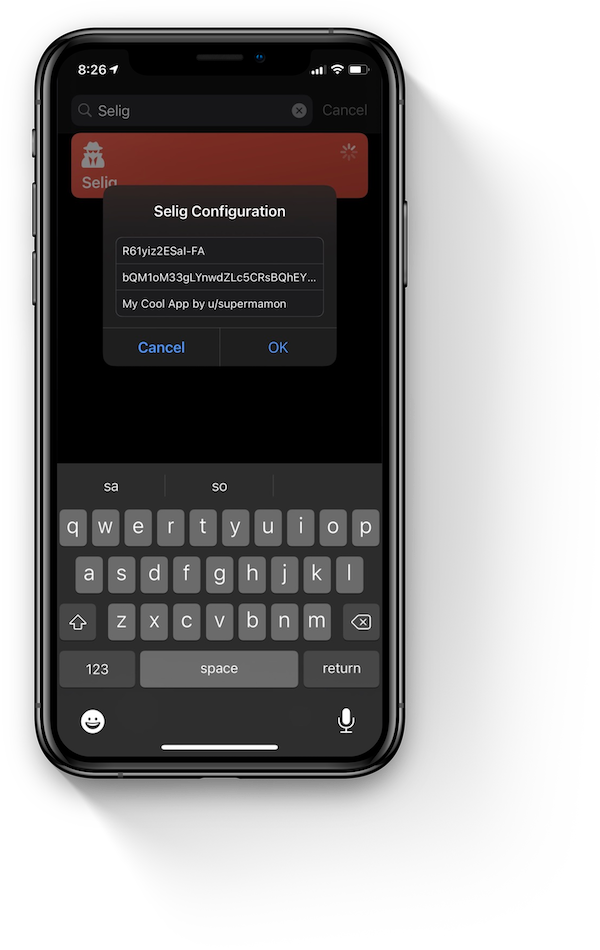 8:26
Selig
Cancel
Selig
Selig Configuration
R61yiz2ESaI-FA
bQM1oM33gLYnwdZLc5CRsBQhEY...
My Cool App by u/supermamon
Cancel
OK
sa
so
q w e r t y u i o p
a s d f g h j k l
z x c v b n m
123
space
return